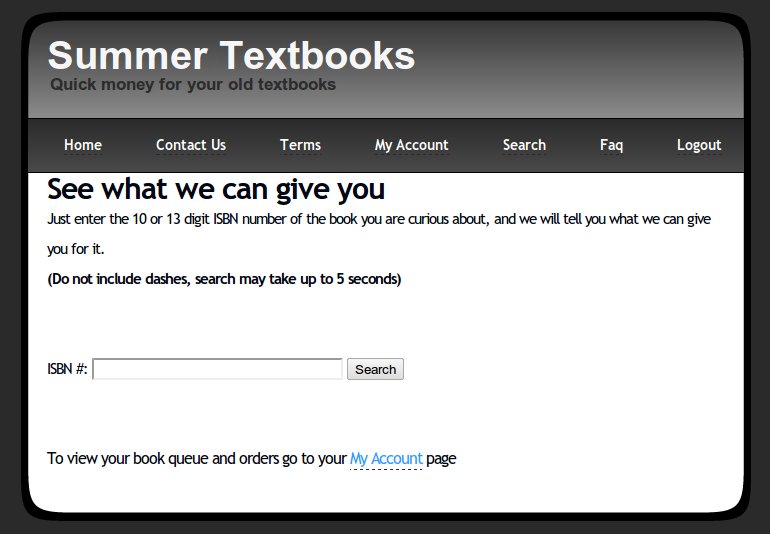 Summer Textbooks
Quick money for your old textbooks
Home Contact Us Terms My Account Search Faq Logout
See what we can give you
Just enter the 10 or 13 digit ISBN number of the book you are curious about, and we will tell you what we can give
you for it.
(Do not include dashes, search may take up to 5 seconds)
ISBN #: Search
To view your book queue and orders go to your My Account page